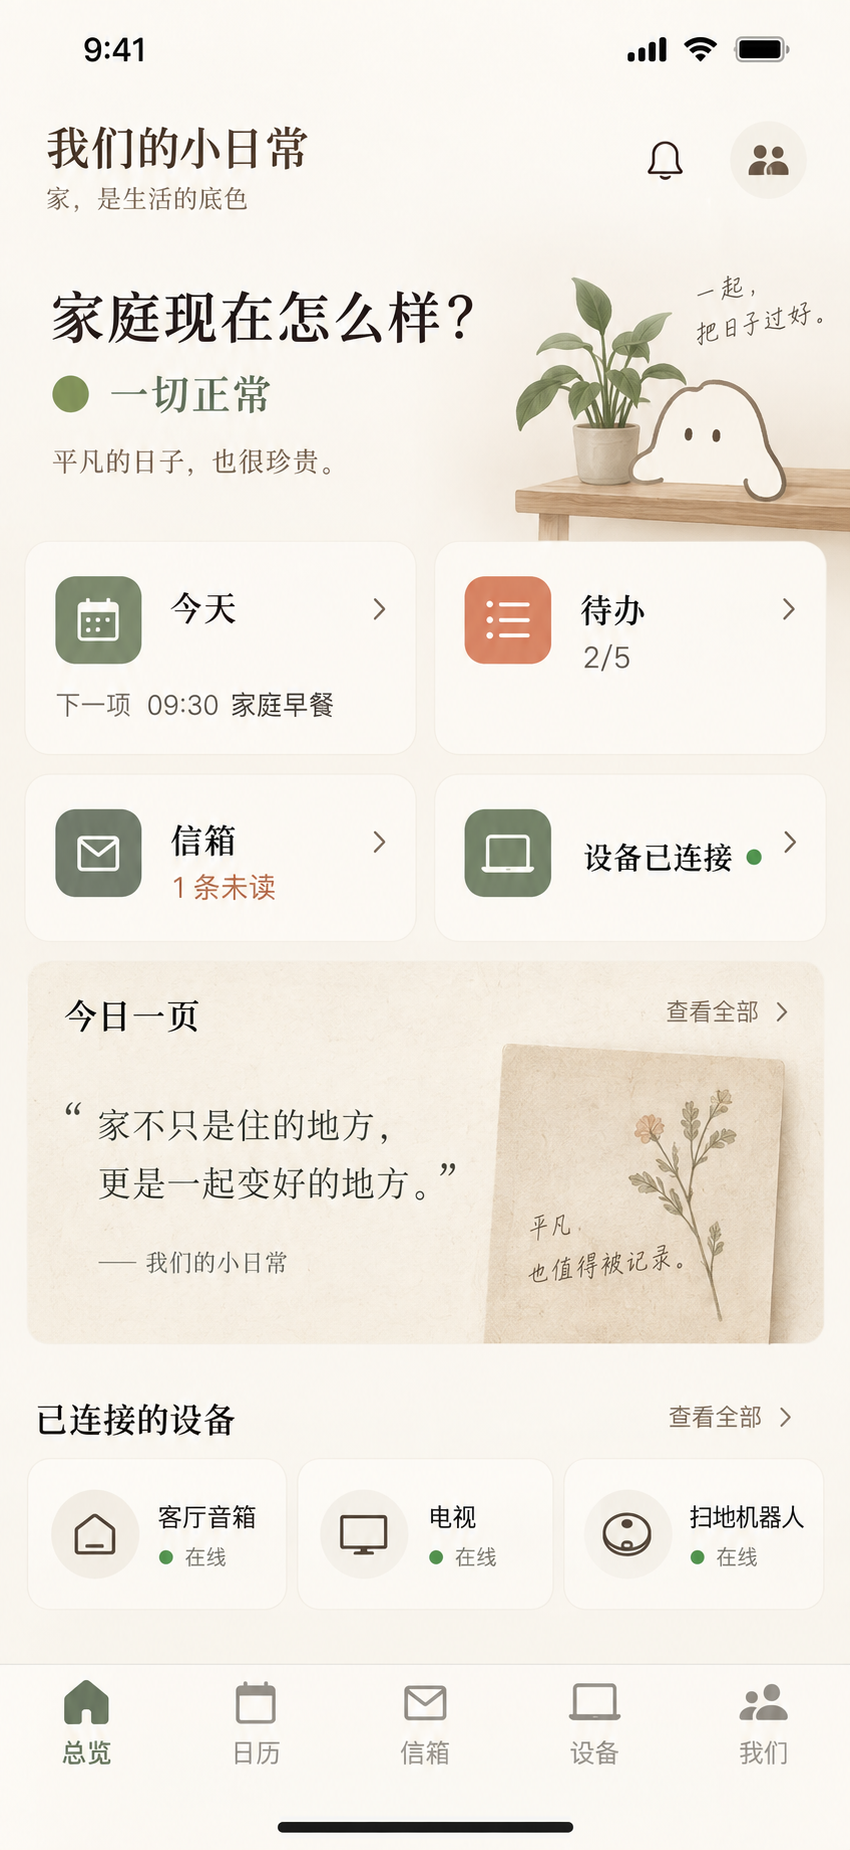 9:41
我们的小日常
家，是生活的底色
家庭现在怎么样？
一切正常
平凡的日子，也很珍贵。
一起，
把日子过好。
今天
下一项 09:30 家庭早餐
待办
2/5
信箱
1 条未读
设备已连接
今日一页
查看全部
“家不只是住的地方，
更是一起变好的地方。”
—— 我们的小日常
平凡，
也值得被记录。
已连接的设备
查看全部
客厅音箱
在线
电视
在线
扫地机器人
在线
总览
日历
信箱
设备
我们